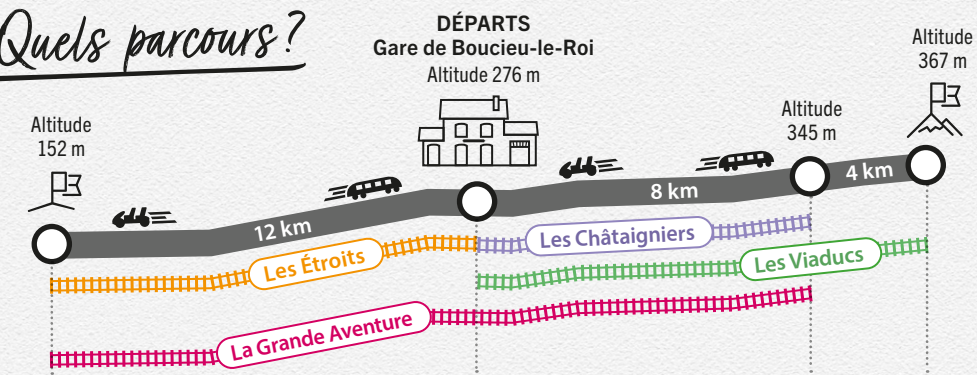 Quels parcours ?
DÉPARTS
Gare de Boucieu-le-Roi
Altitude 276 m
Altitude
367 m
Altitude
345 m
Altitude
152 m
4 km
8 km
12 km
Les Châtaigniers
Les Étroits
Les Viaducs
La Grande Aventure